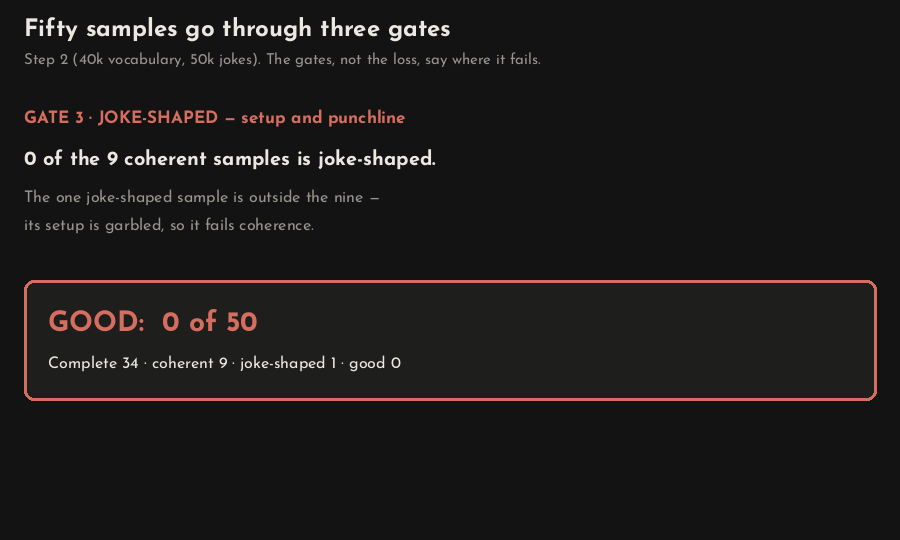 Fifty samples go through three gates
Step 2 (40k vocabulary, 50k jokes). The gates, not the loss, say where it fails.
GATE 3 · JOKE-SHAPED — setup and punchline
0 of the 9 coherent samples is joke-shaped.
The one joke-shaped sample is outside the nine —
its setup is garbled, so it fails coherence.
GOOD: 0 of 50
Complete 34 · coherent 9 · joke-shaped 1 · good 0